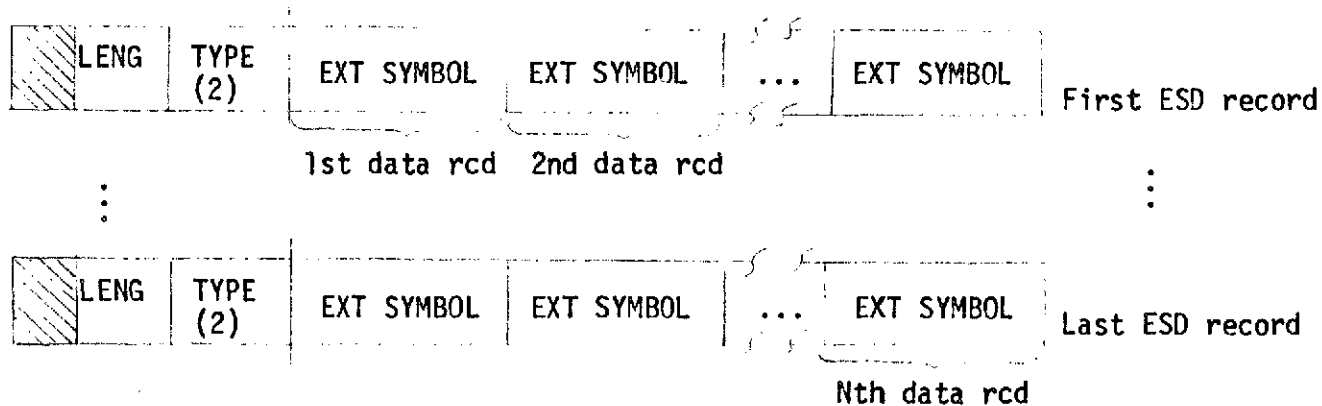 LENG TYPE (2) EXT SYMBOL EXT SYMBOL ... EXT SYMBOL First ESD record
1st data rcd 2nd data rcd
LENG TYPE (2) EXT SYMBOL EXT SYMBOL ... EXT SYMBOL Last ESD record
Nth data rcd